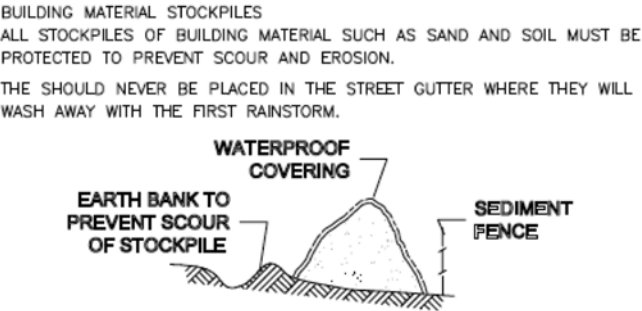 BUILDING MATERIAL STOCKPILES
ALL STOCKPILES OF BUILDING MATERIAL SUCH AS SAND AND SOIL MUST BE
PROTECTED TO PREVENT SCOUR AND EROSION.
THE SHOULD NEVER BE PLACED IN THE STREET GUTTER WHERE THEY WILL
WASH AWAY WITH THE FIRST RAINSTORM.
WATERPROOF
COVERING
EARTH BANK TO
PREVENT SCOUR
OF STOCKPILE
SEDIMENT
FENCE